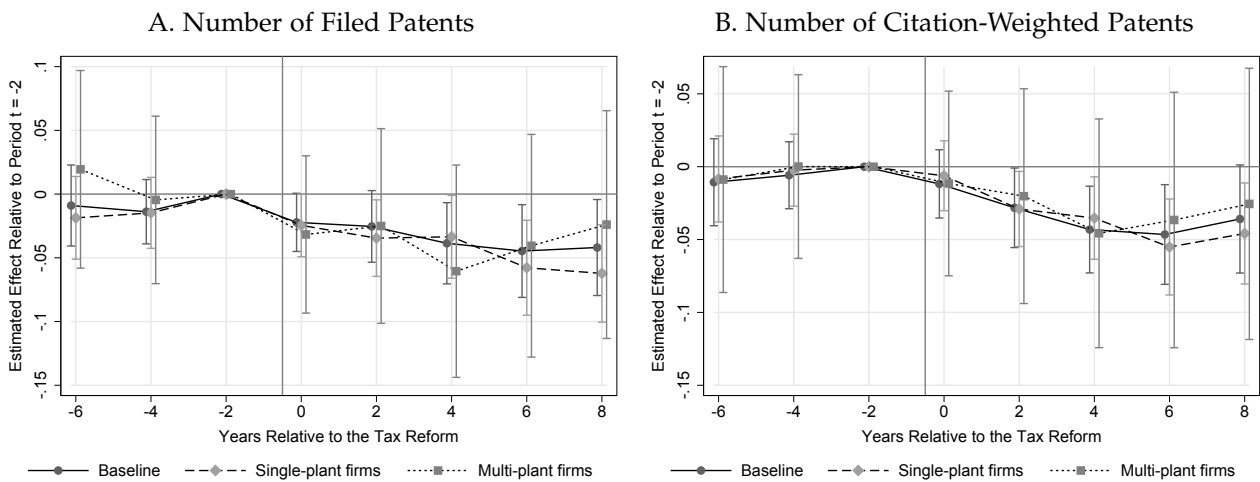 A. Number of Filed Patents
Estimated Effect Relative to Period t = -2
.1
.05
0
-.05
-.1
-.15
-6 -4 -2 0 2 4 6 8
Years Relative to the Tax Reform
Baseline Single-plant firms Multi-plant firms
B. Number of Citation-Weighted Patents
Estimated Effect Relative to Period t = -2
.05
0
-.05
-.1
-.15
-6 -4 -2 0 2 4 6 8
Years Relative to the Tax Reform
Baseline Single-plant firms Multi-plant firms